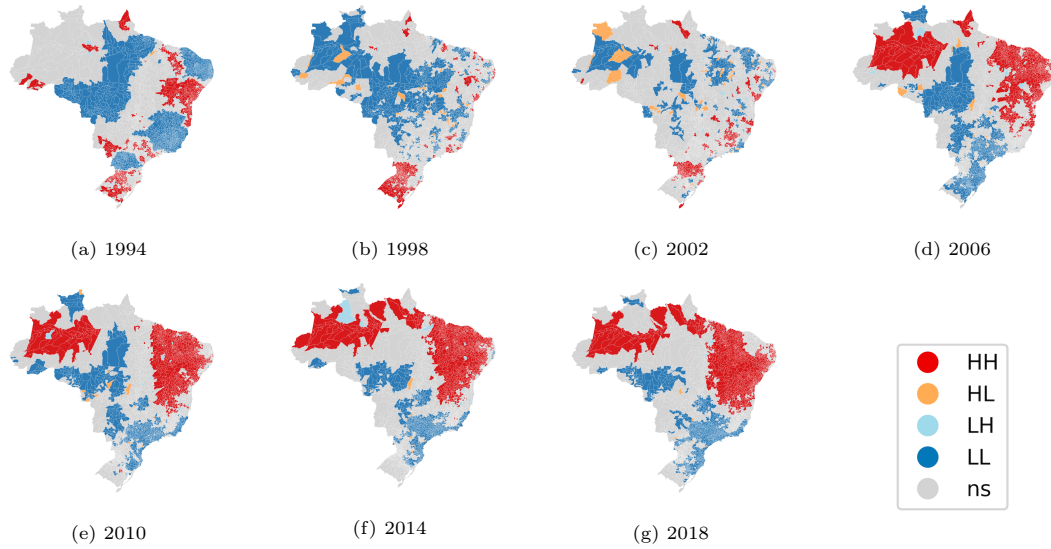 (a) 1994
(b) 1998
(c) 2002
(d) 2006
(e) 2010
(f) 2014
(g) 2018
HH
HL
LH
LL
ns